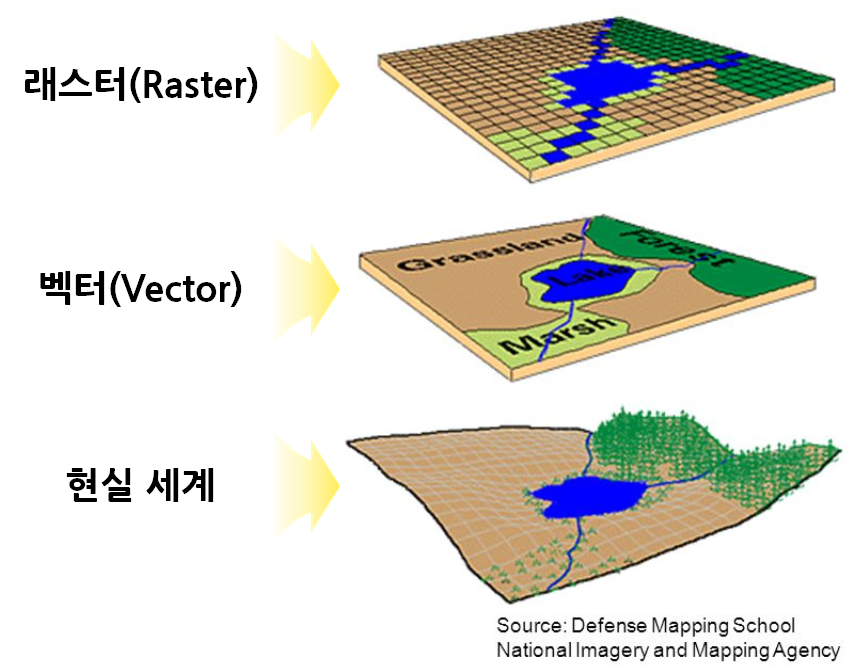 래스터(Raster)
벡터(Vector)
Grassland
Forest
Lake
Marsh
현실 세계
Source: Defense Mapping School
National Imagery and Mapping Agency